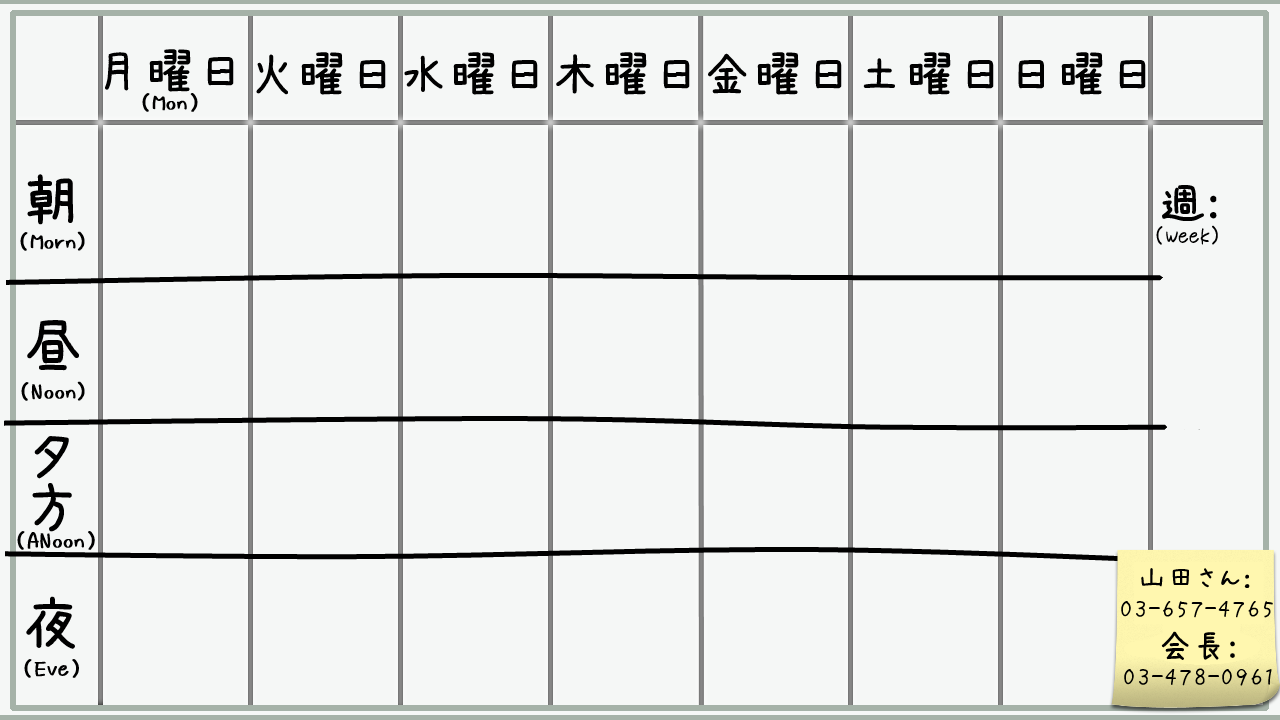 月曜日 火曜日 水曜日 木曜日 金曜日 土曜日 日曜日
(Mon)
朝
(Morn)
週:
(week)
昼
(Noon)
夕
方
(ANoon)
夜
(Eve)
山田さん:
03-657-4765
会長:
03-478-0961